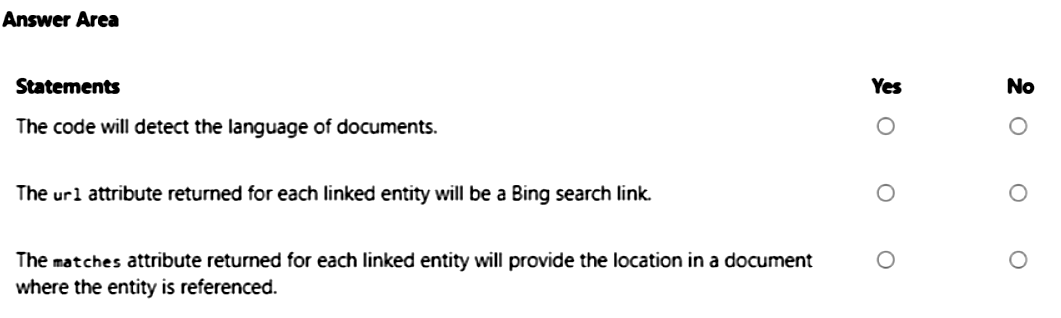 Answer Area
Statements Yes No
The code will detect the language of documents.
The url attribute returned for each linked entity will be a Bing search link.
The matches attribute returned for each linked entity will provide the location in a document
where the entity is referenced.